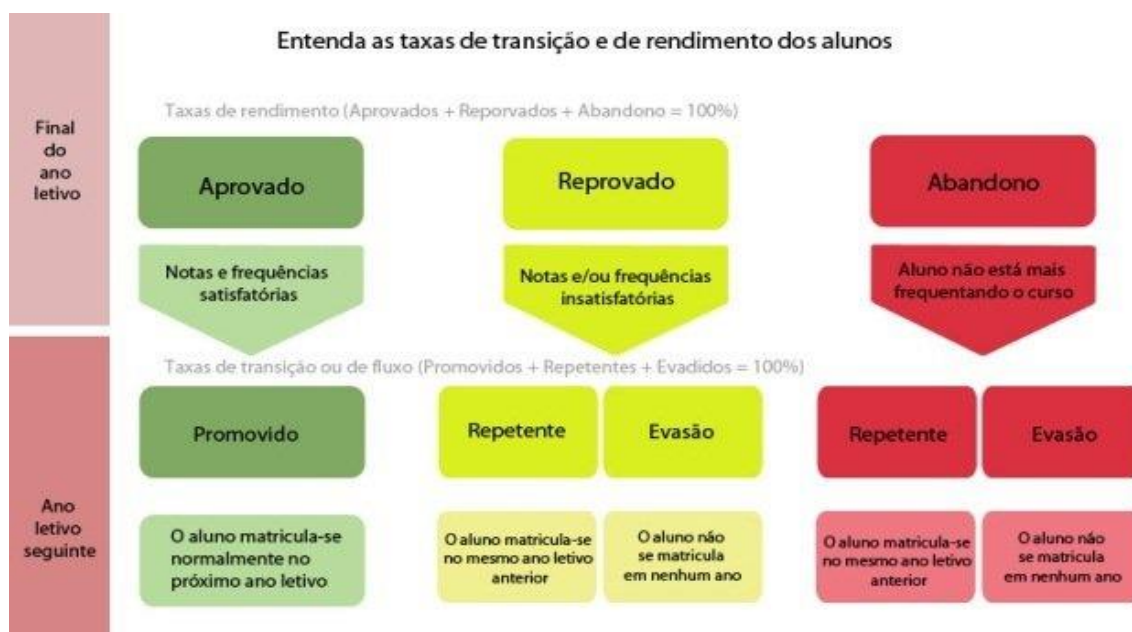 Entenda as taxas de transição e de rendimento dos alunos
Final
do
ano
letivo
Taxas de rendimento (Aprovados + Reporvados + Abandono = 100%)
Aprovado
Reprovado
Abandono
Notas e frequências
satisfatórias
Notas e/ou frequências
insatisfatórias
Aluno não está mais
frequentando o curso
Ano
letivo
seguinte
Taxas de transição ou de fluxo (Promovidos + Repetentes + Evadidos = 100%)
Promovido
Repetente
Evasão
Repetente
Evasão
O aluno matricula-se
normalmente no
próximo ano letivo
O aluno matricula-se
no mesmo ano letivo
anterior
O aluno não
se matricula
em nenhum ano
O aluno matricula-se
no mesmo ano letivo
anterior
O aluno não
se matricula
em nenhum ano